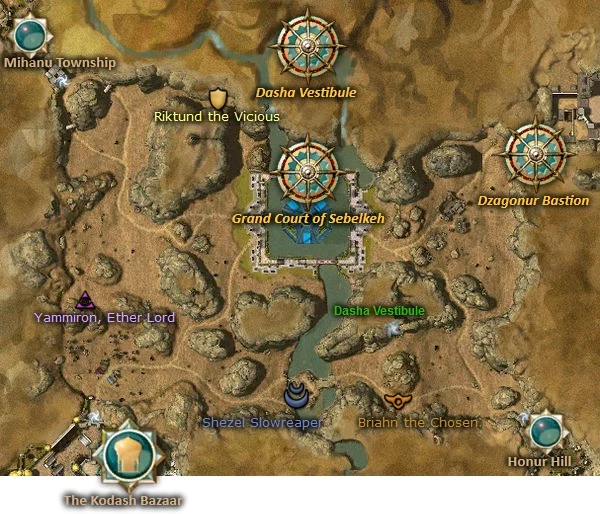 Mihanu Township
Dasha Vestibule
Riktund the Vicious
Dzagonur Bastion
Grand Court of Sebelkeh
Yammiron, Ether Lord
Dasha Vestibule
Shezel Slowreaper
Briahn the Chosen
Honur Hill
The Kodash Bazaar